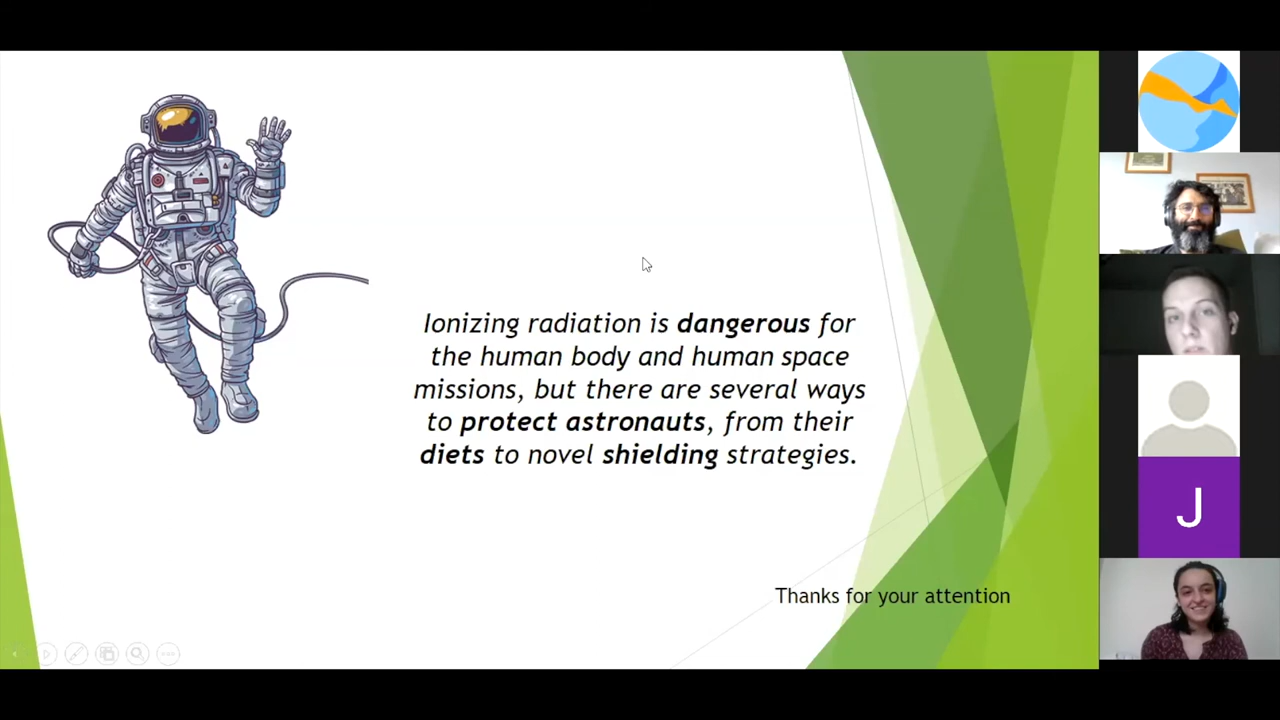 Ionizing radiation is dangerous for
the human body and human space
missions, but there are several ways
to protect astronauts, from their
diets to novel shielding strategies.
Thanks for your attention
J